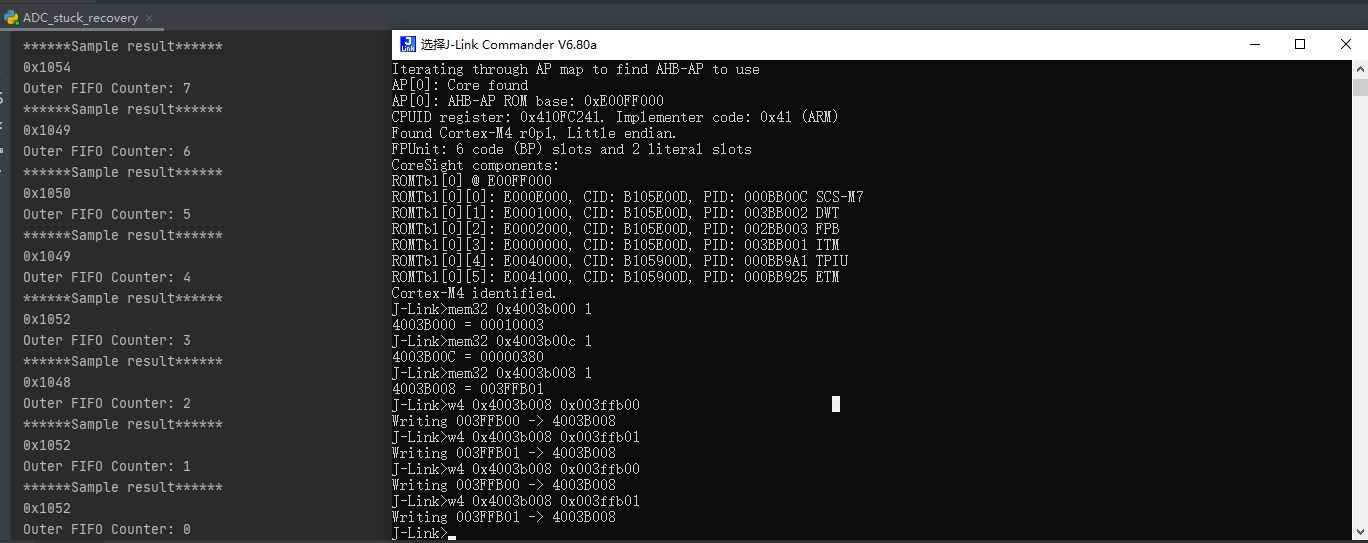 ADC_stuck_recovery
******Sample result******
0x1054
Outer FIFO Counter: 7
******Sample result******
0x1049
Outer FIFO Counter: 6
******Sample result******
0x1050
Outer FIFO Counter: 5
******Sample result******
0x1049
Outer FIFO Counter: 4
******Sample result******
0x1052
Outer FIFO Counter: 3
******Sample result******
0x1048
Outer FIFO Counter: 2
******Sample result******
0x1052
Outer FIFO Counter: 1
******Sample result******
0x1052
Outer FIFO Counter: 0
选择J-Link Commander V6.80a
Iterating through AP map to find AHB-AP to use
AP[0]: Core found
AP[0]: AHB-AP ROM base: 0xE00FF000
CPUID register: 0x410FC241. Implementer code: 0x41 (ARM)
Found Cortex-M4 r0p1, Little endian.
FPUnit: 6 code (BP) slots and 2 literal slots
CoreSight components:
ROMTbl[0] @ E00FF000
ROMTbl[0][0]: E000E000, CID: B105E00D, PID: 000BB00C SCS-M7
ROMTbl[0][1]: E0001000, CID: B105E00D, PID: 003BB002 DWT
ROMTbl[0][2]: E0002000, CID: B105E00D, PID: 002BB003 FPB
ROMTbl[0][3]: E0000000, CID: B105E00D, PID: 003BB001 ITM
ROMTbl[0][4]: E0040000, CID: B105900D, PID: 000BB9A1 TPIU
ROMTbl[0][5]: E0041000, CID: B105900D, PID: 000BB925 ETM
Cortex-M4 identified.
J-Link>mem32 0x4003b000 1
4003B000 = 00010003
J-Link>mem32 0x4003b00c 1
4003B00C = 00000380
J-Link>mem32 0x4003b008 1
4003B008 = 003FFB01
J-Link>w4 0x4003b008 0x003ffb00
Writing 003FFB00 -> 4003B008
J-Link>w4 0x4003b008 0x003ffb01
Writing 003FFB01 -> 4003B008
J-Link>w4 0x4003b008 0x003ffb00
Writing 003FFB00 -> 4003B008
J-Link>w4 0x4003b008 0x003ffb01
Writing 003FFB01 -> 4003B008
J-Link>